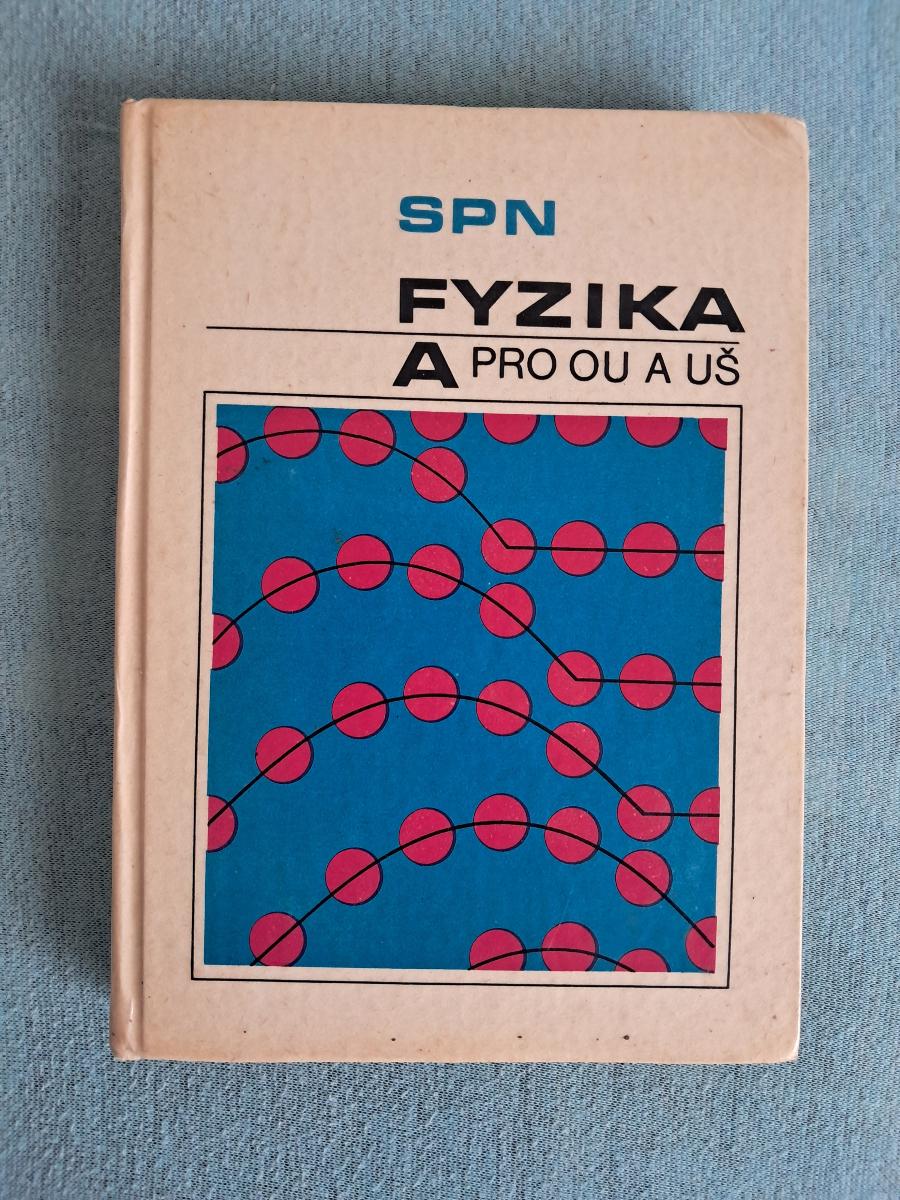 SPN
FYZIKA
A PRO OU A UŠ